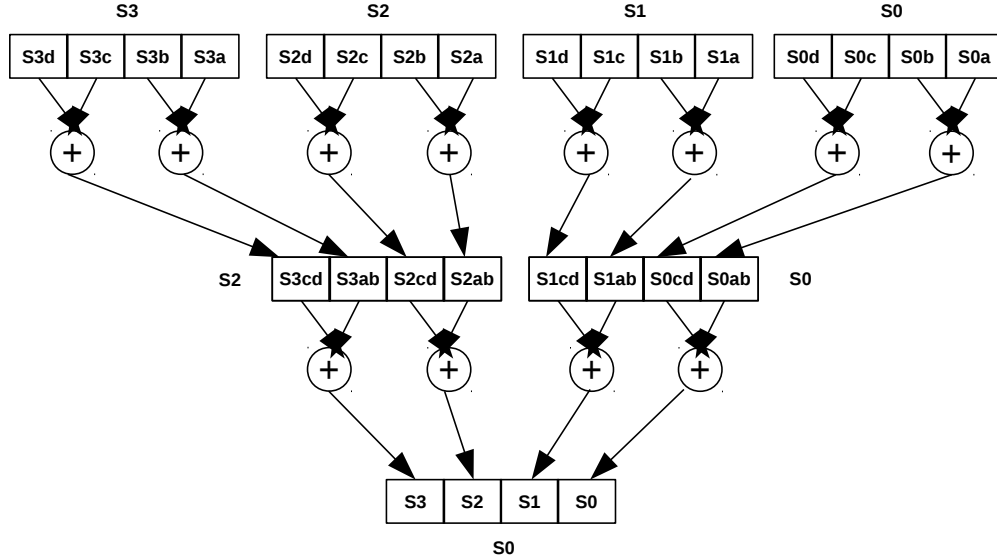 S3 S2 S1 S0
S3d S3c S3b S3a S2d S2c S2b S2a S1d S1c S1b S1a S0d S0c S0b S0a
+ + + + + + + +
S2 S3cd S3ab S2cd S2ab S1cd S1ab S0cd S0ab S0
+ + + +
S3 S2 S1 S0
S0